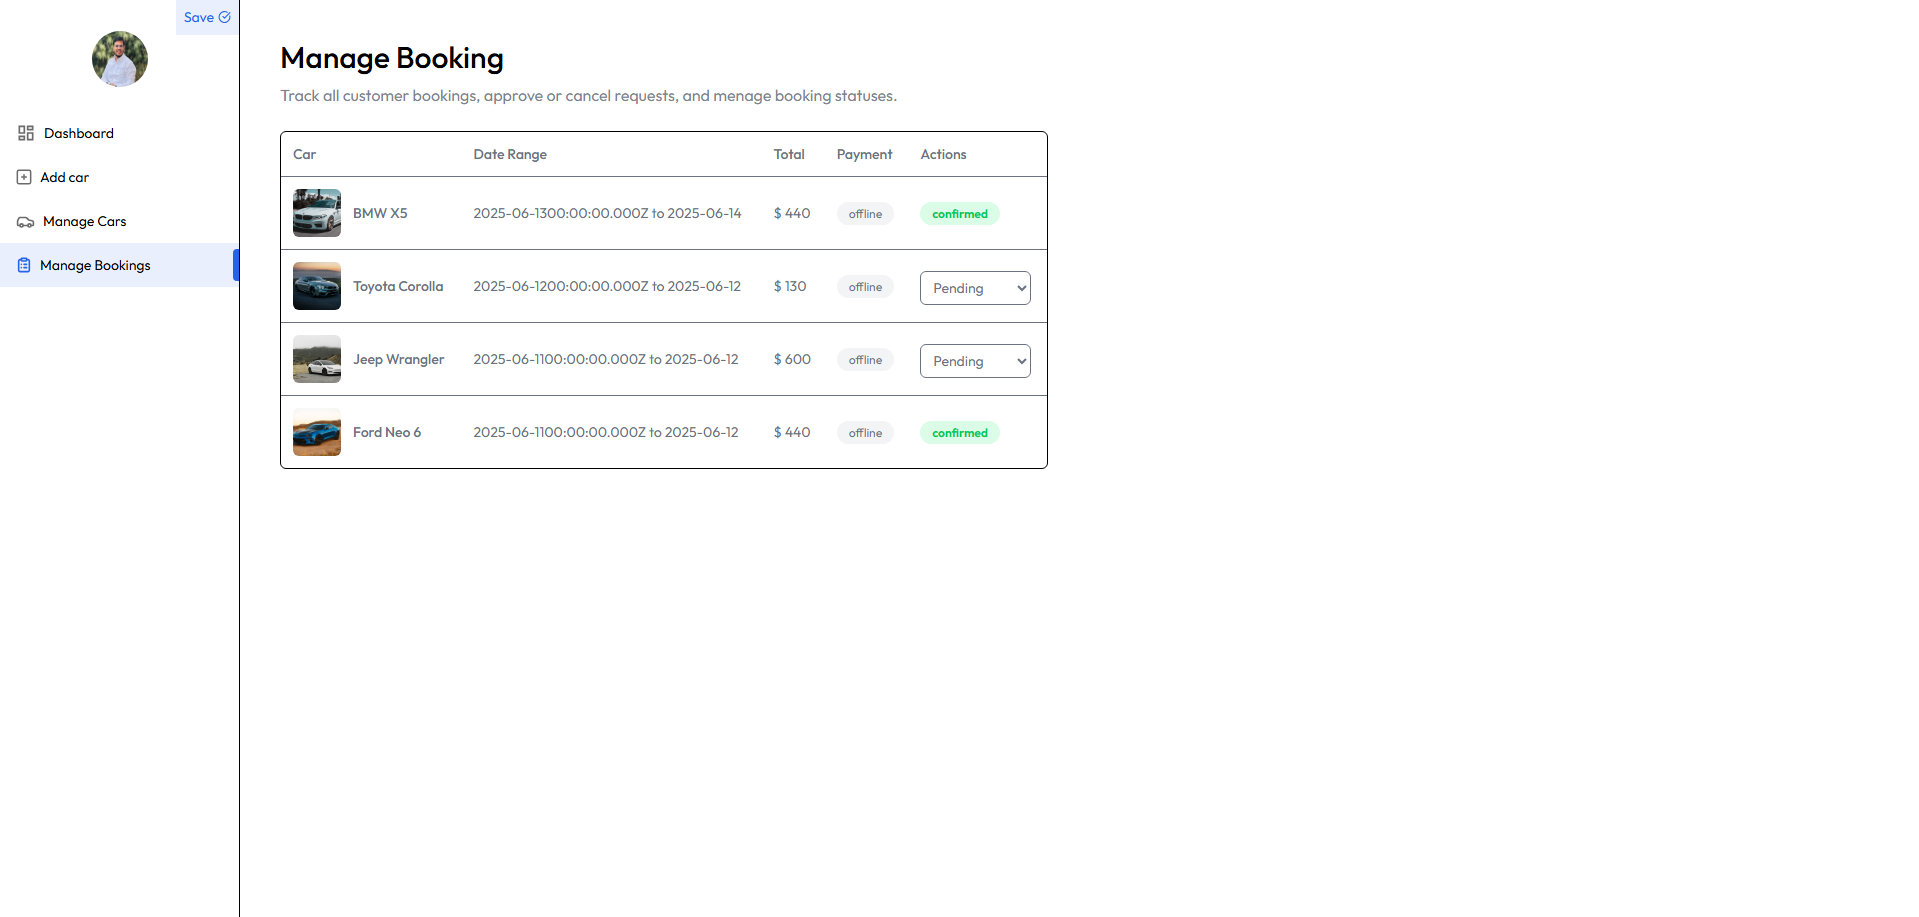 Save
Dashboard
Add car
Manage Cars
Manage Bookings
Manage Booking
Track all customer bookings, approve or cancel requests, and menage booking statuses.
Car Date Range Total Payment Actions
BMW X5 2025-06-1300:00:00.000Z to 2025-06-14 $ 440 offline confirmed
Toyota Corolla 2025-06-1200:00:00.000Z to 2025-06-12 $ 130 offline Pending
Jeep Wrangler 2025-06-1100:00:00.000Z to 2025-06-12 $ 600 offline Pending
Ford Neo 6 2025-06-1100:00:00.000Z to 2025-06-12 $ 440 offline confirmed